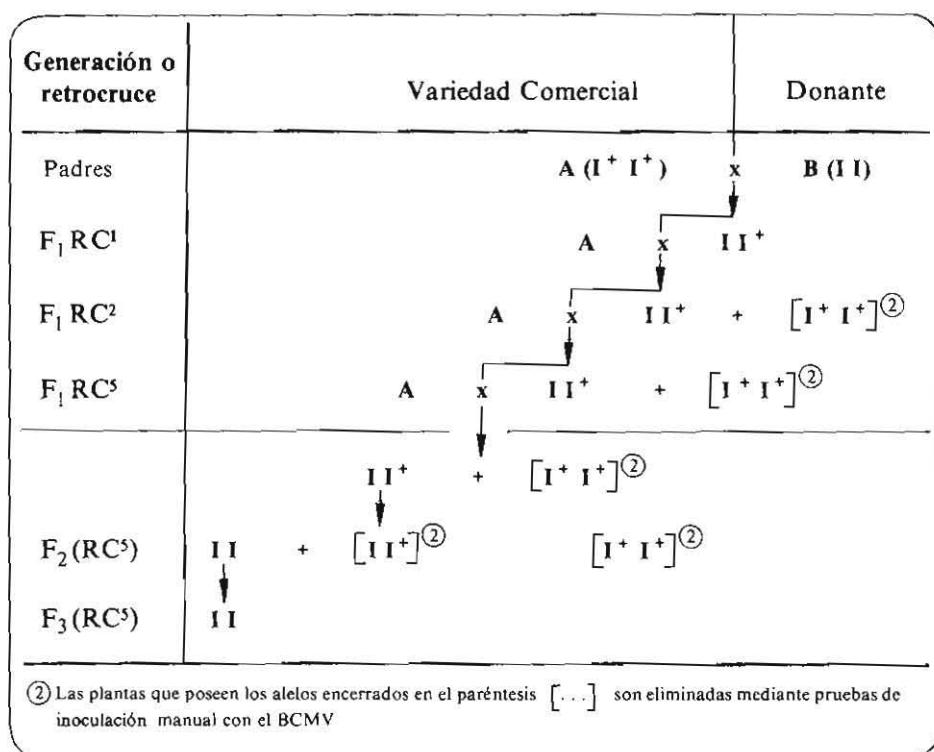 Generación o
retrocruce
Variedad Comercial
Donante
Padres
A (I⁺ I⁺) x B (I I)
F₁ RC¹
A x I I⁺
F₁ RC²
A x I I⁺ + [I⁺ I⁺]②
F₁ RC⁵
A x I I⁺ + [I⁺ I⁺]②
I I⁺ + [I⁺ I⁺]②
F₂ (RC⁵)
I I + [I I⁺]② [I⁺ I⁺]②
F₃ (RC⁵)
I I
② Las plantas que poseen los alelos encerrados en el paréntesis [...] son eliminadas mediante pruebas de
inoculación manual con el BCMV